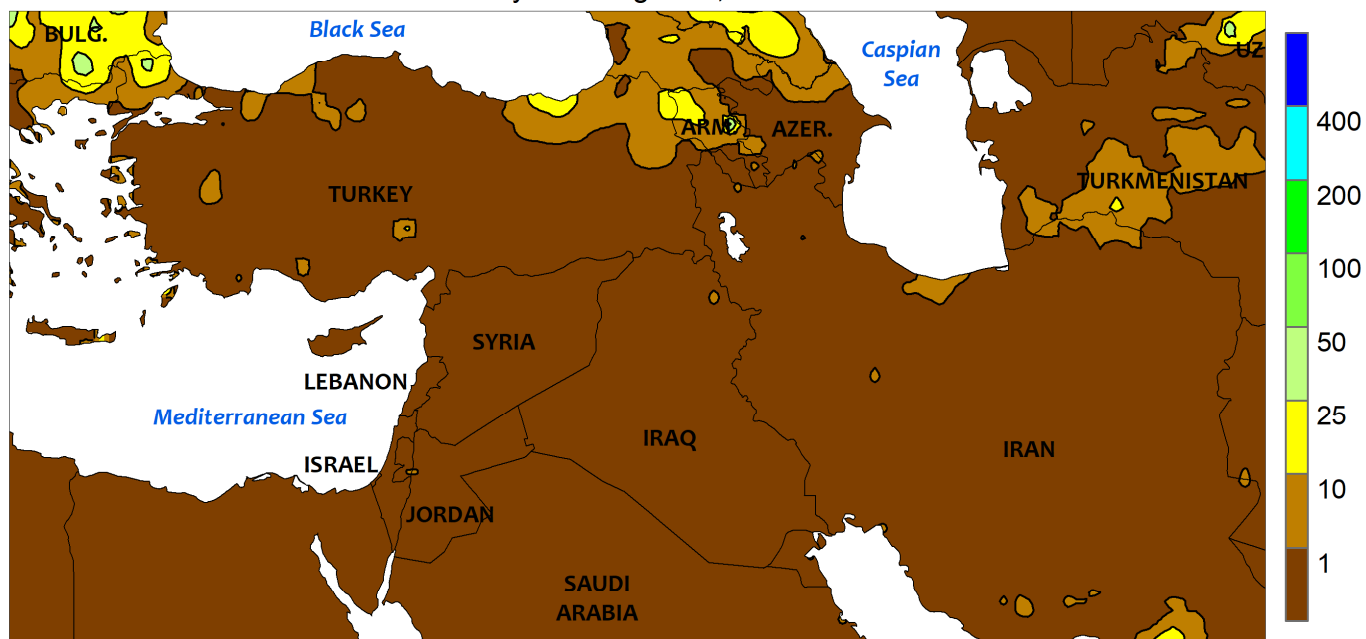 BULG.
Black Sea
Caspian
Sea
UZ
ARM.
AZER.
TURKEY
TURKMENISTAN
SYRIA
LEBANON
Mediterranean Sea
IRAQ
IRAN
ISRAEL
JORDAN
SAUDI
ARABIA
400
200
100
50
25
10
1